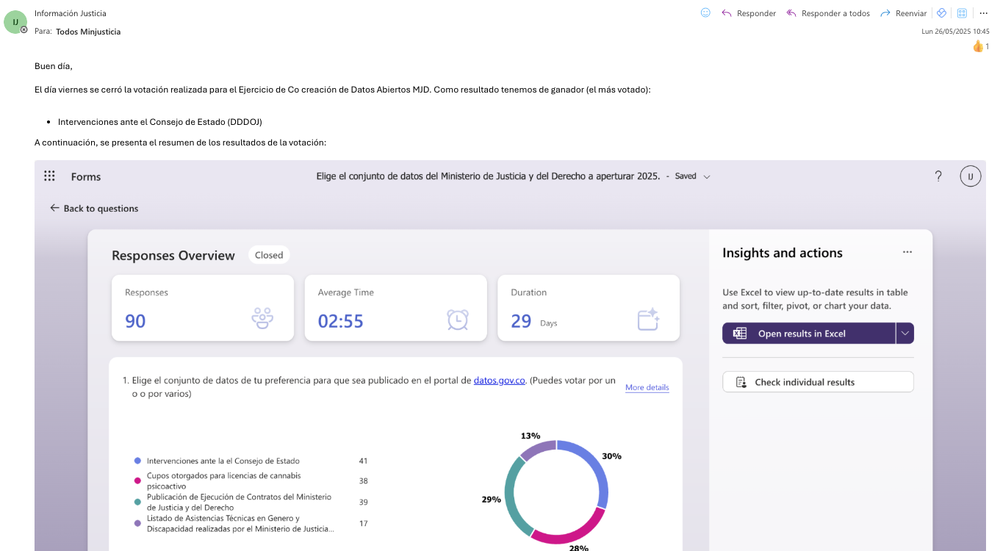 Información Justicia
IJ
Responder
Responder a todos
Reenviar
Para: Todos Minjusticia
Lun 26/05/2025 10:45
1
Buen día,
El día viernes se cerró la votación realizada para el Ejercicio de Co creación de Datos Abiertos MJD. Como resultado tenemos de ganador (el más votado):
• Intervenciones ante el Consejo de Estado (DDDOJ)
A continuación, se presenta el resumen de los resultados de la votación:
Forms
Elige el conjunto de datos del Ministerio de Justicia y del Derecho a aperturar 2025. - Saved
?
IJ
Back to questions
Responses Overview
Closed
Responses
90
Average Time
02:55
Duration
29 Days
Insights and actions
Use Excel to view up-to-date results in table
and sort, filter, pivot, or chart your data.
Open results in Excel
Check individual results
1. Elige el conjunto de datos de tu preferencia para que sea publicado en el portal de datos.gov.co. (Puedes votar por un
o o por varios)
More details
Intervenciones ante la el Consejo de Estado 41
Cupos otorgados para licencias de cannabis
psicoactivo 38
Publicación de Ejecución de Contratos del Ministerio
de Justicia y del Derecho 39
Listado de Asistencias Técnicas en Genero y
Discapacidad realizadas por el Ministerio de Justicia... 17
13%
30%
29%
28%